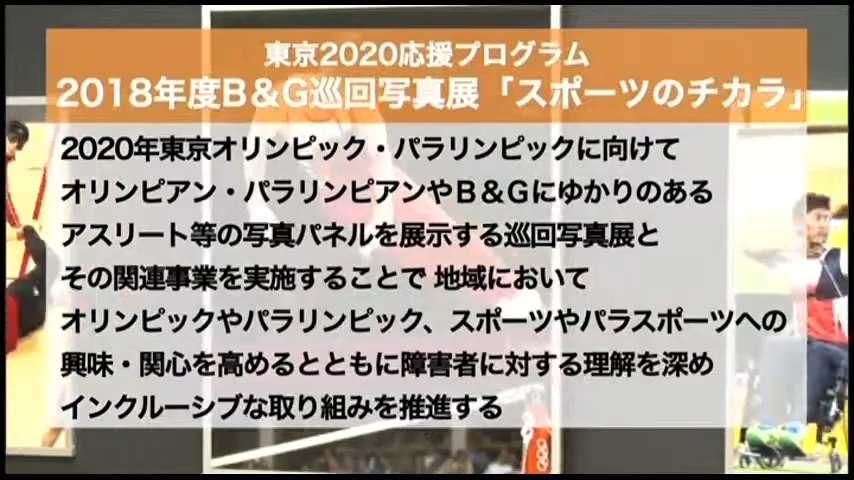 東京2020応援プログラム
2018年度B&G巡回写真展「スポーツのチカラ」
2020年東京オリンピック・パラリンピックに向けて
オリンピアン・パラリンピアンやB&Gにゆかりのある
アスリート等の写真パネルを展示する巡回写真展と
その関連事業を実施することで 地域において
オリンピックやパラリンピック、スポーツやパラスポーツへの
興味・関心を高めるとともに障害者に対する理解を深め
インクルーシブな取り組みを推進する